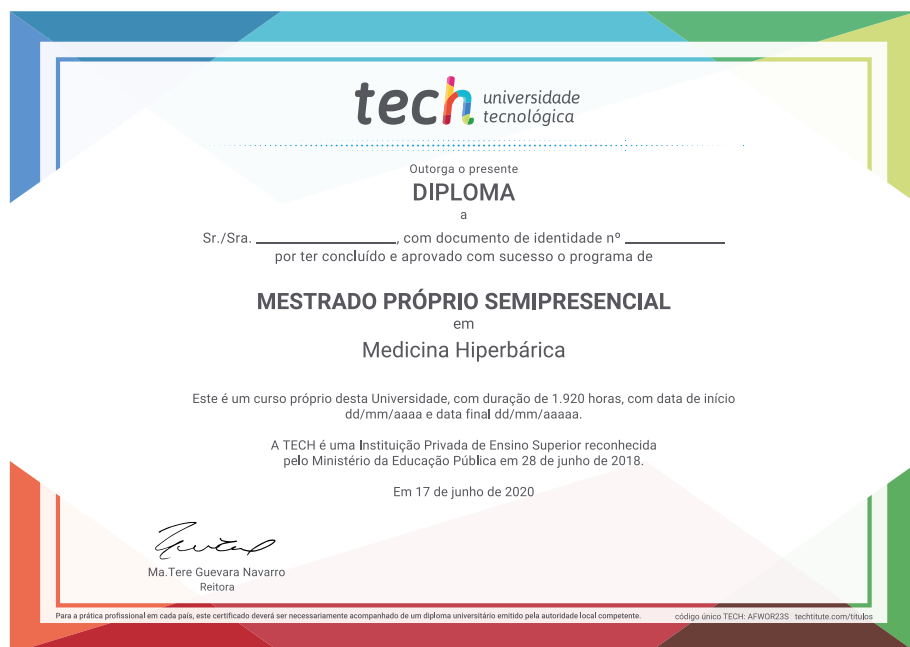 tech universidade
tecnológica
Outorga o presente
DIPLOMA
a
Sr./Sra. ____________________, com documento de identidade nº ______________
por ter concluído e aprovado com sucesso o programa de
MESTRADO PRÓPRIO SEMIPRESENCIAL
em
Medicina Hiperbárica
Este é um curso próprio desta Universidade, com duração de 1.920 horas, com data de início
dd/mm/aaaa e data final dd/mm/aaaaa.
A TECH é uma Instituição Privada de Ensino Superior reconhecida
pelo Ministério da Educação Pública em 28 de junho de 2018.
Em 17 de junho de 2020
Ma.Tere Guevara Navarro
Reitora
Para a prática profissional em cada país, este certificado deverá ser necessariamente acompanhado de um diploma universitário emitido pela autoridade local competente. código único TECH: AFWOR23S techtitute.com/títulos